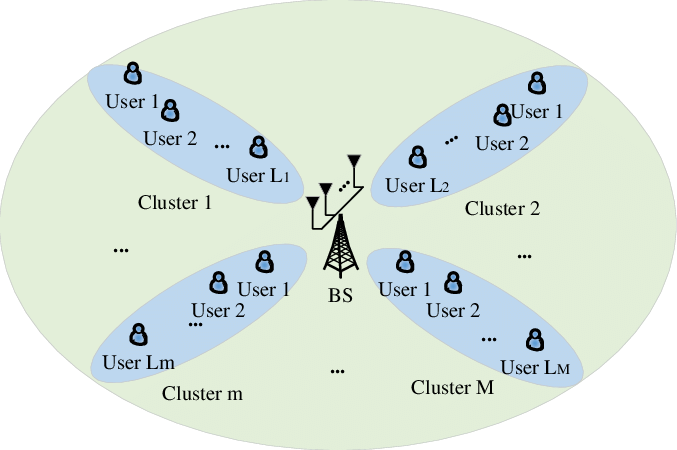 User 1
User 2
...
User L1
Cluster 1
User 1
User 2
...
User L2
Cluster 2
...
...
BS
User 1
User 2
...
User Lm
Cluster m
User 1
User 2
...
User LM
Cluster M
...